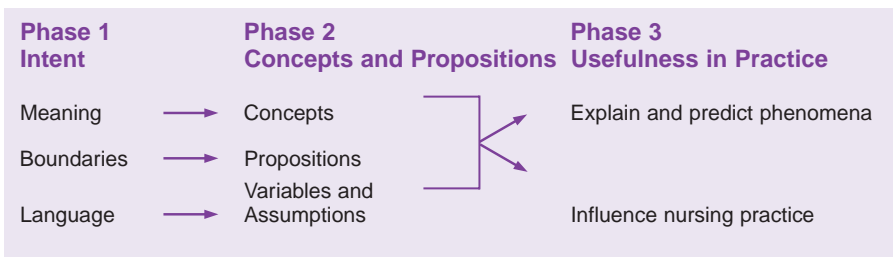 Phase 1
Intent
Phase 2
Concepts and Propositions
Phase 3
Usefulness in Practice
Meaning
Concepts
Explain and predict phenomena
Boundaries
Propositions
Language
Variables and
Assumptions
Influence nursing practice